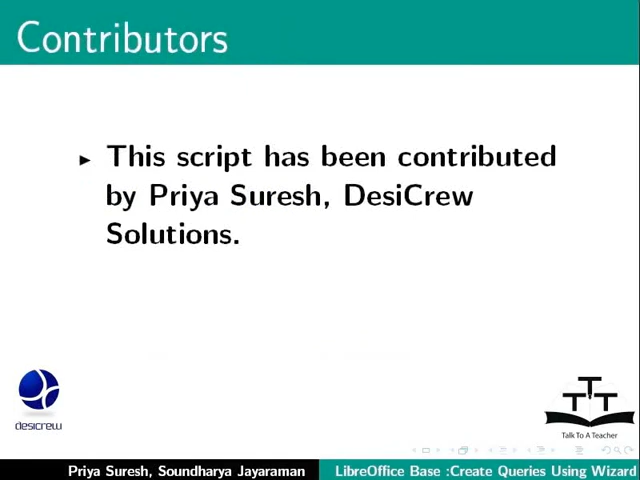 Contributors
This script has been contributed
by Priya Suresh, DesiCrew
Solutions.
desicrew
T T T
Talk To A Teacher
Priya Suresh, Soundharya Jayaraman
LibreOffice Base :Create Queries Using Wizard